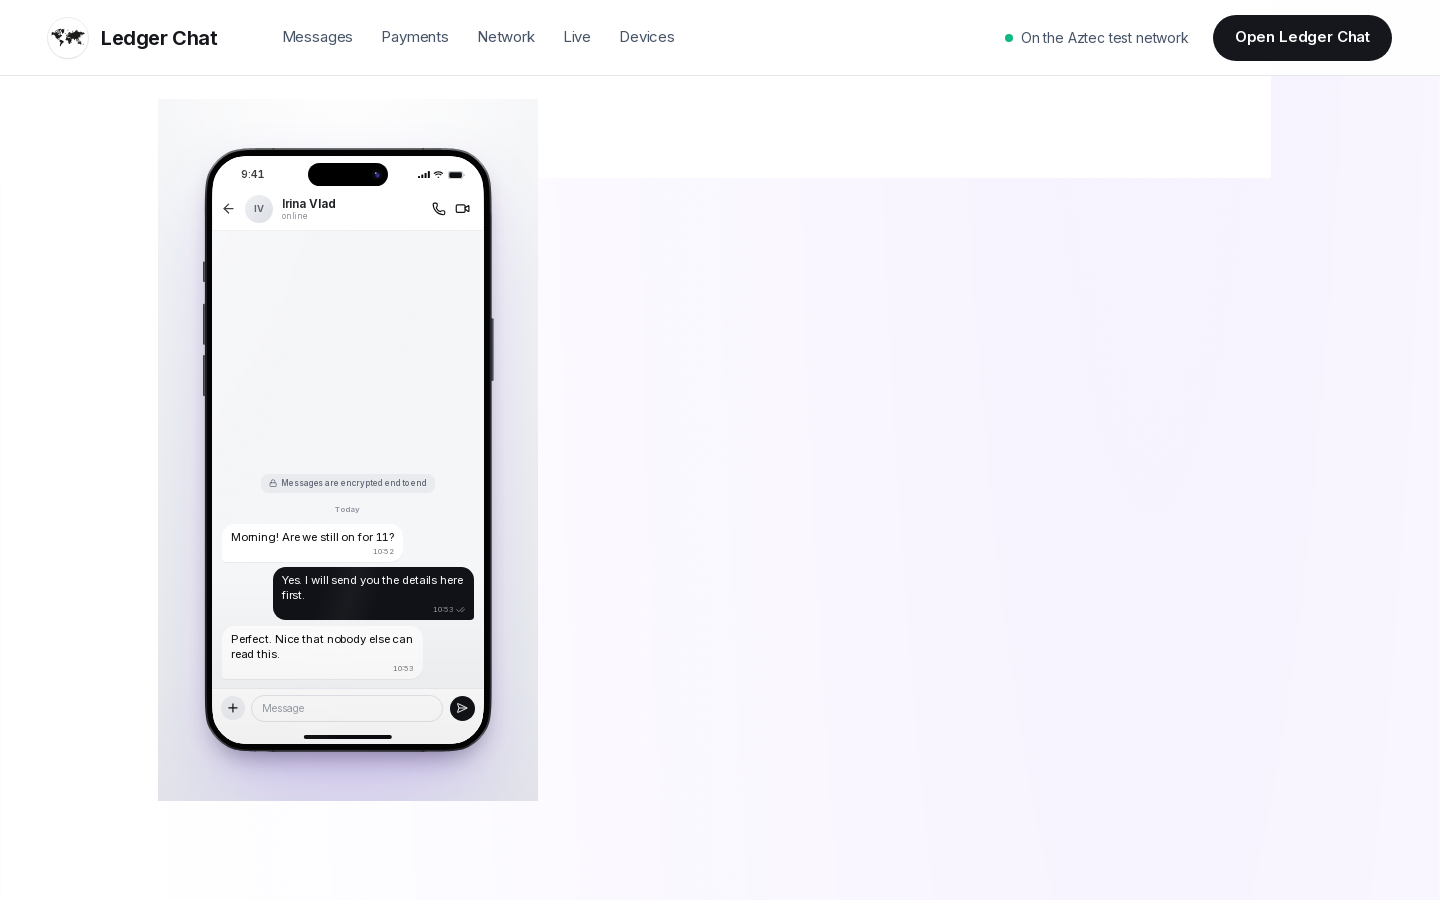 Ledger Chat
Messages
Payments
Network
Live
Devices
On the Aztec test network
Open Ledger Chat
9:41
IV
Irina Vlad
online
Messages are encrypted end to end
Today
Morning! Are we still on for 11?
10:52
Yes. I will send you the details here
first.
10:53
Perfect. Nice that nobody else can
read this.
10:53
Message